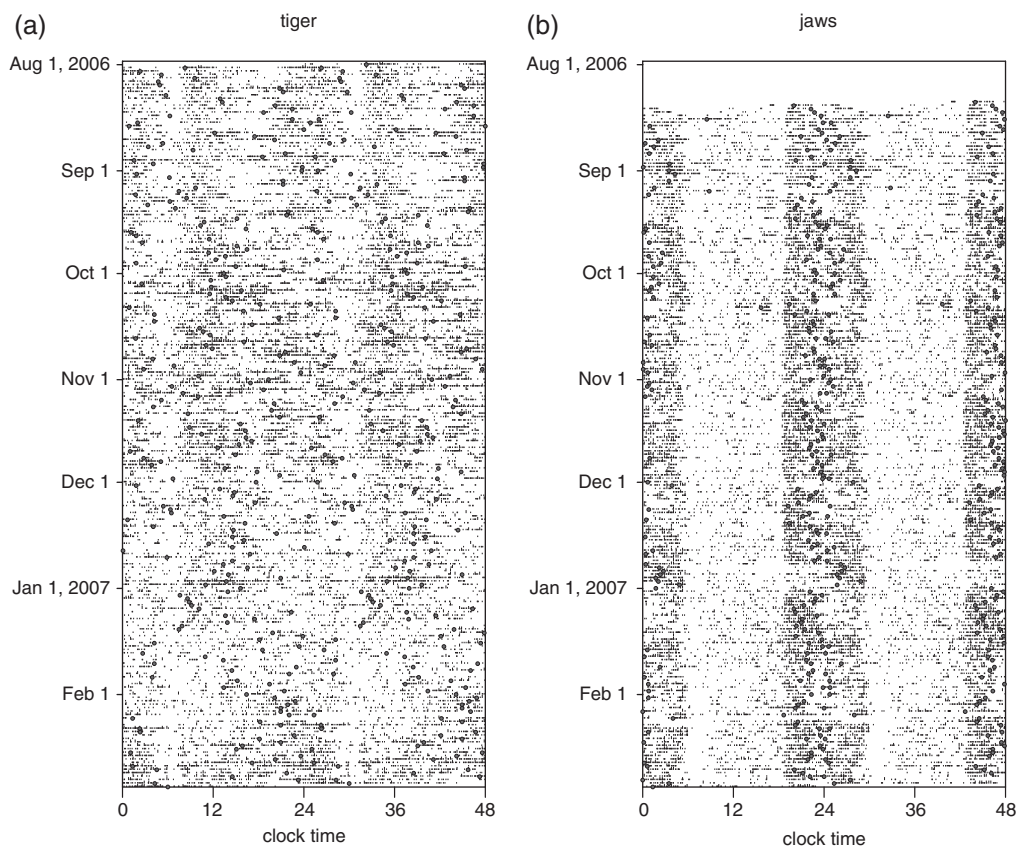 (a)
tiger
Aug 1, 2006
Sep 1
Oct 1
Nov 1
Dec 1
Jan 1, 2007
Feb 1
0 12 24 36 48
clock time
(b)
jaws
Aug 1, 2006
Sep 1
Oct 1
Nov 1
Dec 1
Jan 1, 2007
Feb 1
0 12 24 36 48
clock time